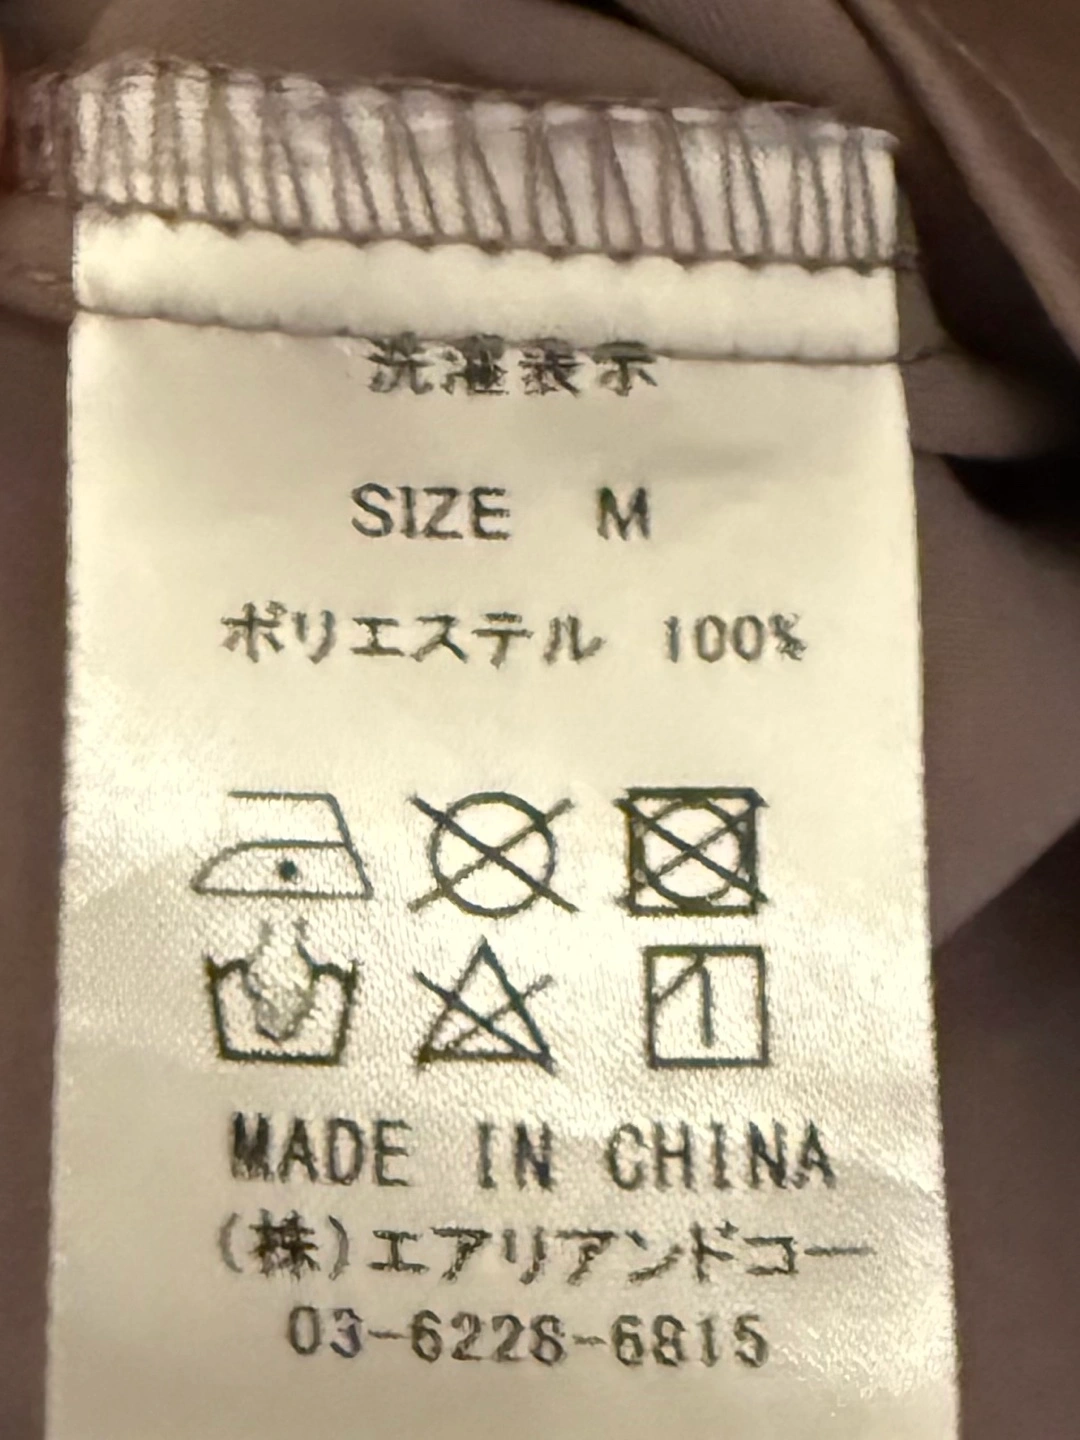 洗濯表示
SIZE M
ポリエステル 100%
MADE IN CHINA
(株)エアリアンドコー
03-6228-6815